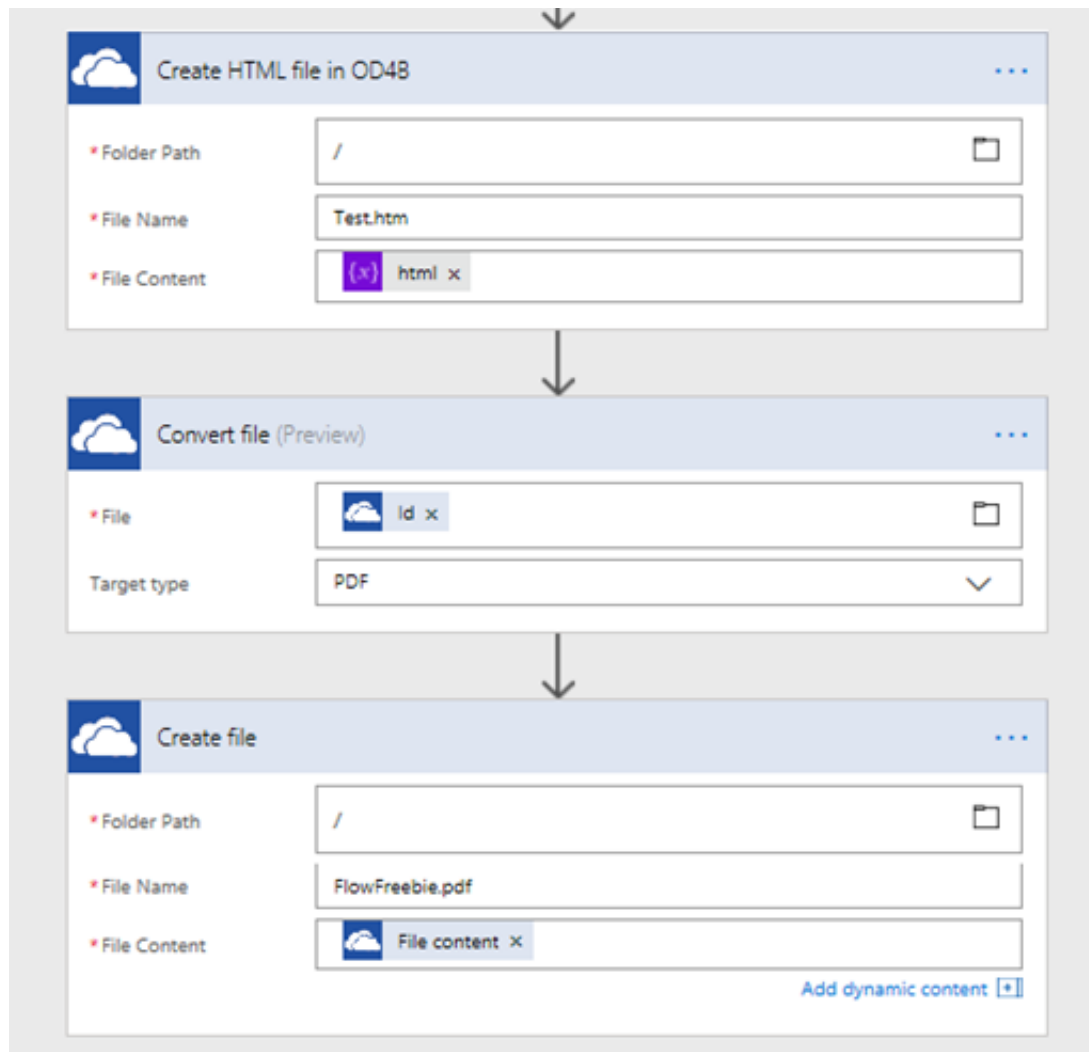 Create HTML file in OD4B
...
* Folder Path /
* File Name Test.htm
* File Content {x} html ×
Convert file (Preview)
...
* File Id ×
Target type PDF
Create file
...
* Folder Path /
* File Name FlowFreebie.pdf
* File Content File content ×
Add dynamic content [+]